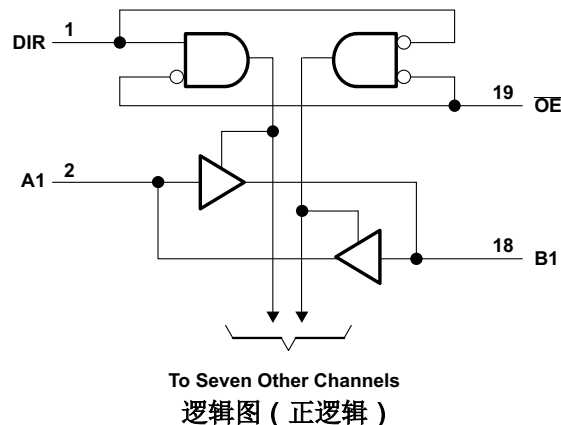 DIR 1
19 OE
A1 2
18 B1
To Seven Other Channels
逻辑图 ( 正逻辑 )